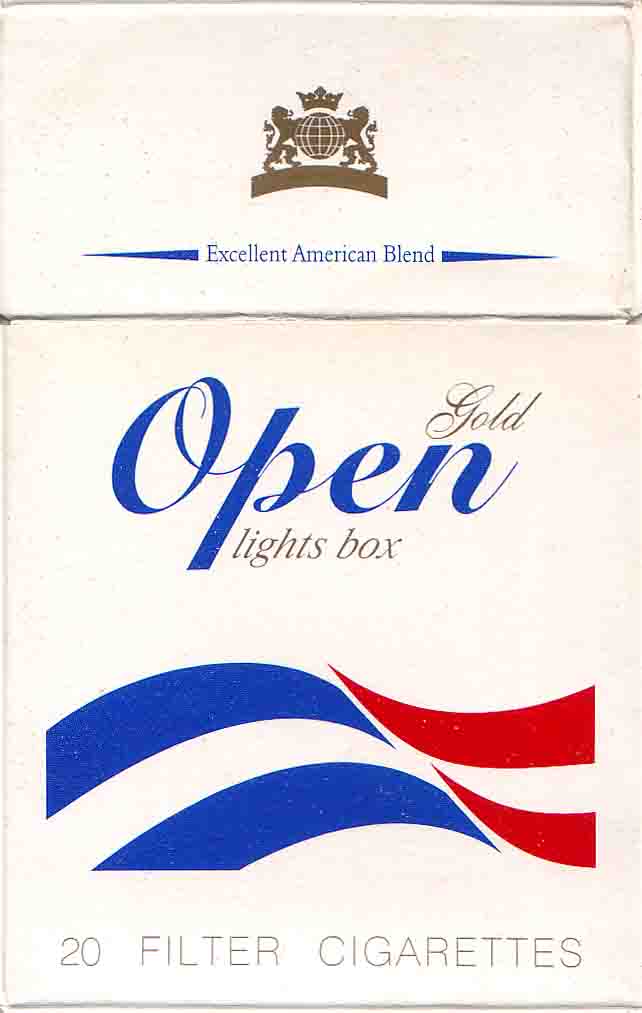 Excellent American Blend
Gold
Open
lights box
20 FILTER CIGARETTES